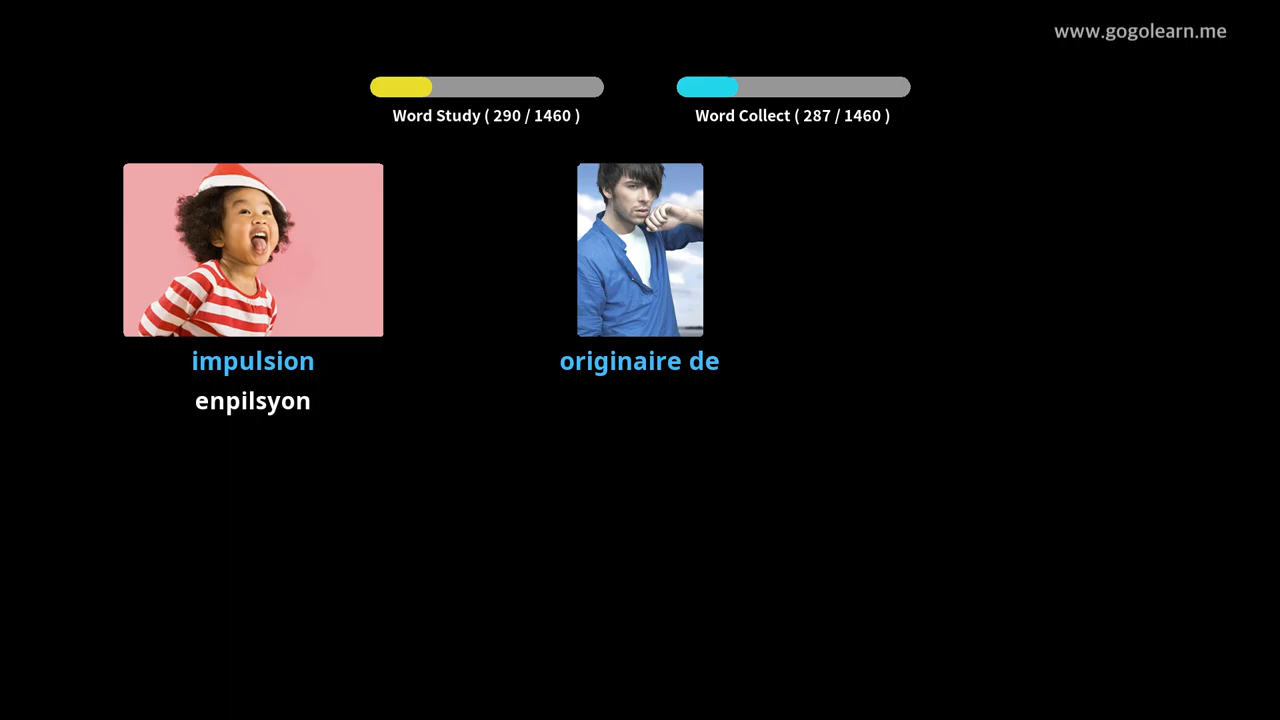 www.gogolearn.me
Word Study ( 290 / 1460 )
Word Collect ( 287 / 1460 )
impulsion
originaire de
enpilsyon